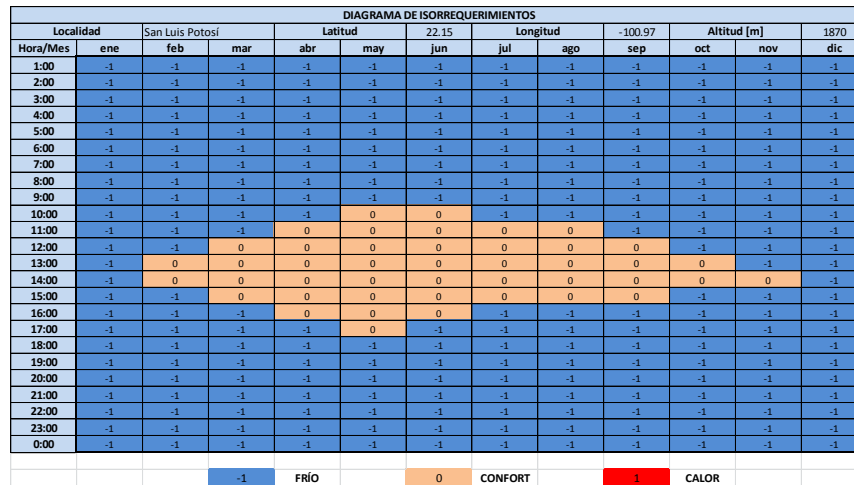 DIAGRAMA DE ISORREQUERIMIENTOS
Localidad San Luis Potosí Latitud 22.15 Longitud -100.97 Altitud [m] 1870
Hora/Mes ene feb mar abr may jun jul ago sep oct nov dic
1:00 -1 -1 -1 -1 -1 -1 -1 -1 -1 -1 -1 -1
2:00 -1 -1 -1 -1 -1 -1 -1 -1 -1 -1 -1 -1
3:00 -1 -1 -1 -1 -1 -1 -1 -1 -1 -1 -1 -1
4:00 -1 -1 -1 -1 -1 -1 -1 -1 -1 -1 -1 -1
5:00 -1 -1 -1 -1 -1 -1 -1 -1 -1 -1 -1 -1
6:00 -1 -1 -1 -1 -1 -1 -1 -1 -1 -1 -1 -1
7:00 -1 -1 -1 -1 -1 -1 -1 -1 -1 -1 -1 -1
8:00 -1 -1 -1 -1 -1 -1 -1 -1 -1 -1 -1 -1
9:00 -1 -1 -1 -1 -1 -1 -1 -1 -1 -1 -1 -1
10:00 -1 -1 -1 -1 0 0 -1 -1 -1 -1 -1 -1
11:00 -1 -1 -1 0 0 0 0 0 -1 -1 -1 -1
12:00 -1 -1 0 0 0 0 0 0 0 -1 -1 -1
13:00 -1 0 0 0 0 0 0 0 0 0 -1 -1
14:00 -1 0 0 0 0 0 0 0 0 0 0 -1
15:00 -1 -1 0 0 0 0 0 0 0 -1 -1 -1
16:00 -1 -1 -1 0 0 0 -1 -1 -1 -1 -1 -1
17:00 -1 -1 -1 -1 0 -1 -1 -1 -1 -1 -1 -1
18:00 -1 -1 -1 -1 -1 -1 -1 -1 -1 -1 -1 -1
19:00 -1 -1 -1 -1 -1 -1 -1 -1 -1 -1 -1 -1
20:00 -1 -1 -1 -1 -1 -1 -1 -1 -1 -1 -1 -1
21:00 -1 -1 -1 -1 -1 -1 -1 -1 -1 -1 -1 -1
22:00 -1 -1 -1 -1 -1 -1 -1 -1 -1 -1 -1 -1
23:00 -1 -1 -1 -1 -1 -1 -1 -1 -1 -1 -1 -1
0:00 -1 -1 -1 -1 -1 -1 -1 -1 -1 -1 -1 -1
-1 FRÍO 0 CONFORT 1 CALOR